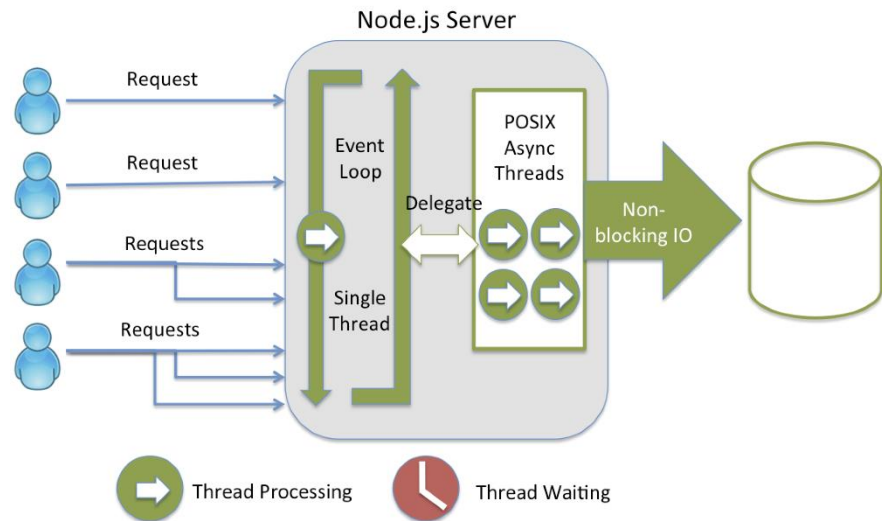 Node.js Server
Request
Request
Requests
Requests
Event
Loop
Single
Thread
Delegate
POSIX
Async
Threads
Non-
blocking IO
Thread Processing
Thread Waiting